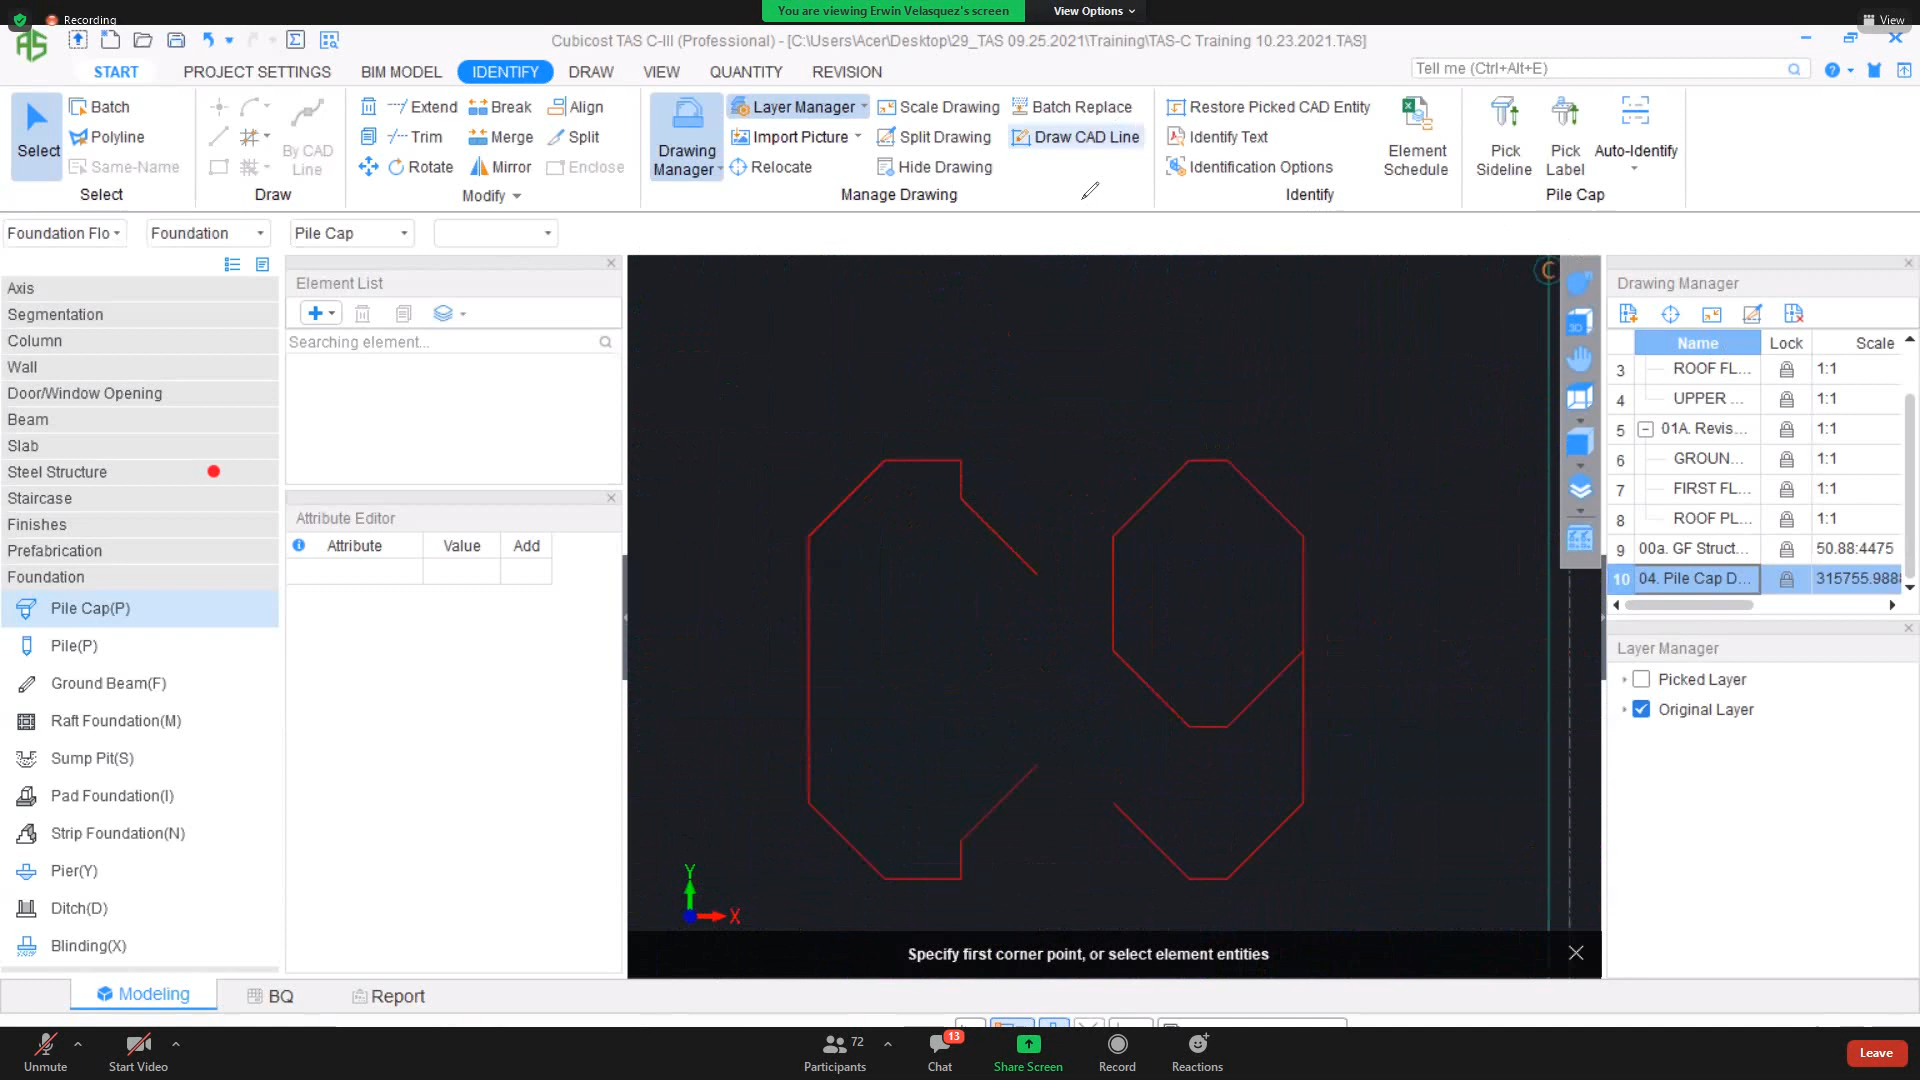 Recording
You are viewing Erwin Velasquez's screen
View Options
View
Cubicost TAS C-III (Professional) - [C:\Users\Acer\Desktop\29_TAS 09.25.2021\Training\TAS-C Training 10.23.2021.TAS]
START
PROJECT SETTINGS
BIM MODEL
IDENTIFY
DRAW
VIEW
QUANTITY
REVISION
Tell me (Ctrl+Alt+E)
Select
Batch
Polyline
Same-Name
Select
By CAD
Line
Draw
Extend
Break
Align
Trim
Merge
Split
Rotate
Mirror
Enclose
Modify
Drawing
Manager
Layer Manager
Scale Drawing
Batch Replace
Import Picture
Split Drawing
Draw CAD Line
Relocate
Hide Drawing
Manage Drawing
Restore Picked CAD Entity
Identify Text
Identification Options
Element
Schedule
Identify
Pick
Sideline
Pick
Label
Auto-Identify
Pile Cap
Foundation Flo
Foundation
Pile Cap
Axis
Segmentation
Column
Wall
Door/Window Opening
Beam
Slab
Steel Structure
Staircase
Finishes
Prefabrication
Foundation
Pile Cap(P)
Pile(P)
Ground Beam(F)
Raft Foundation(M)
Sump Pit(S)
Pad Foundation(I)
Strip Foundation(N)
Pier(Y)
Ditch(D)
Blinding(X)
Element List
Searching element...
Attribute Editor
Attribute Value Add
C
3D
C9
Y
X
Specify first corner point, or select element entities
Drawing Manager
Name Lock Scale
3 ROOF FL... 1:1
4 UPPER ... 1:1
5 01A. Revis... 1:1
6 GROUN... 1:1
7 FIRST FL... 1:1
8 ROOF PL... 1:1
9 00a. GF Struct... 50.88:4475
10 04. Pile Cap D... 315755.988
Layer Manager
Picked Layer
Original Layer
Modeling
BQ
Report
Unmute
Start Video
72
Participants
13
Chat
Share Screen
Record
Reactions
Leave